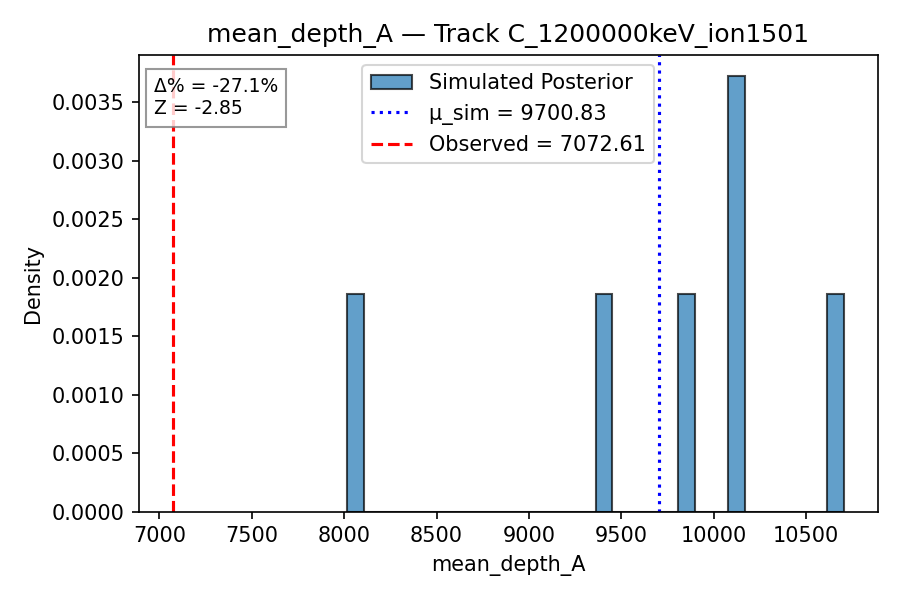 mean_depth_A — Track C_1200000keV_ion1501
Δ% = -27.1%
Z = -2.85
Simulated Posterior
μ_sim = 9700.83
Observed = 7072.61
Density
0.0035
0.0030
0.0025
0.0020
0.0015
0.0010
0.0005
0.0000
7000 7500 8000 8500 9000 9500 10000 10500
mean_depth_A